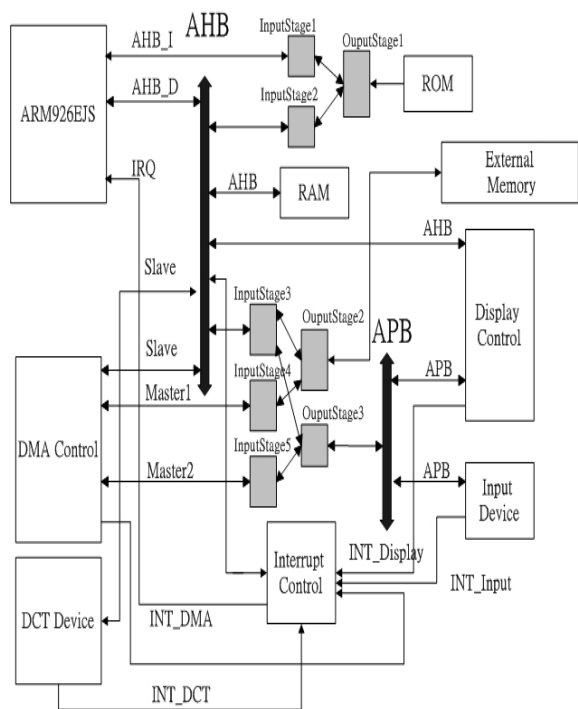 AHB
AHB_I
InputStage1
OuputStage1
ARM926EJS
AHB_D
ROM
InputStage2
IRQ
External
Memory
AHB
RAM
AHB
Slave
InputStage3
OuputStage2
APB
Display
Control
Slave
InputStage4
APB
Master1
DMA Control
OuputStage3
InputStage5
Master2
APB
Input
Device
Interrupt
Control
INT_Display
INT_Input
DCT Device
INT_DMA
INT_DCT